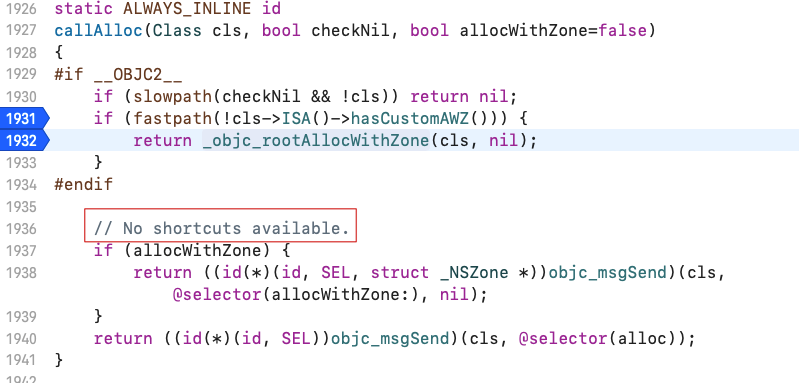 1926 static ALWAYS_INLINE id
1927 callAlloc(Class cls, bool checkNil, bool allocWithZone=false)
1928 {
1929 #if __OBJC2__
1930     if (slowpath(checkNil && !cls)) return nil;
1931     if (fastpath(!cls->ISA()->hasCustomAWZ())) {
1932         return _objc_rootAllocWithZone(cls, nil);
1933     }
1934 #endif
1935
1936     // No shortcuts available.
1937     if (allocWithZone) {
1938         return ((id(*)(id, SEL, struct _NSZone *))objc_msgSend)(cls,
@selector(allocWithZone:), nil);
1939     }
1940     return ((id(*)(id, SEL))objc_msgSend)(cls, @selector(alloc));
1941 }
1942